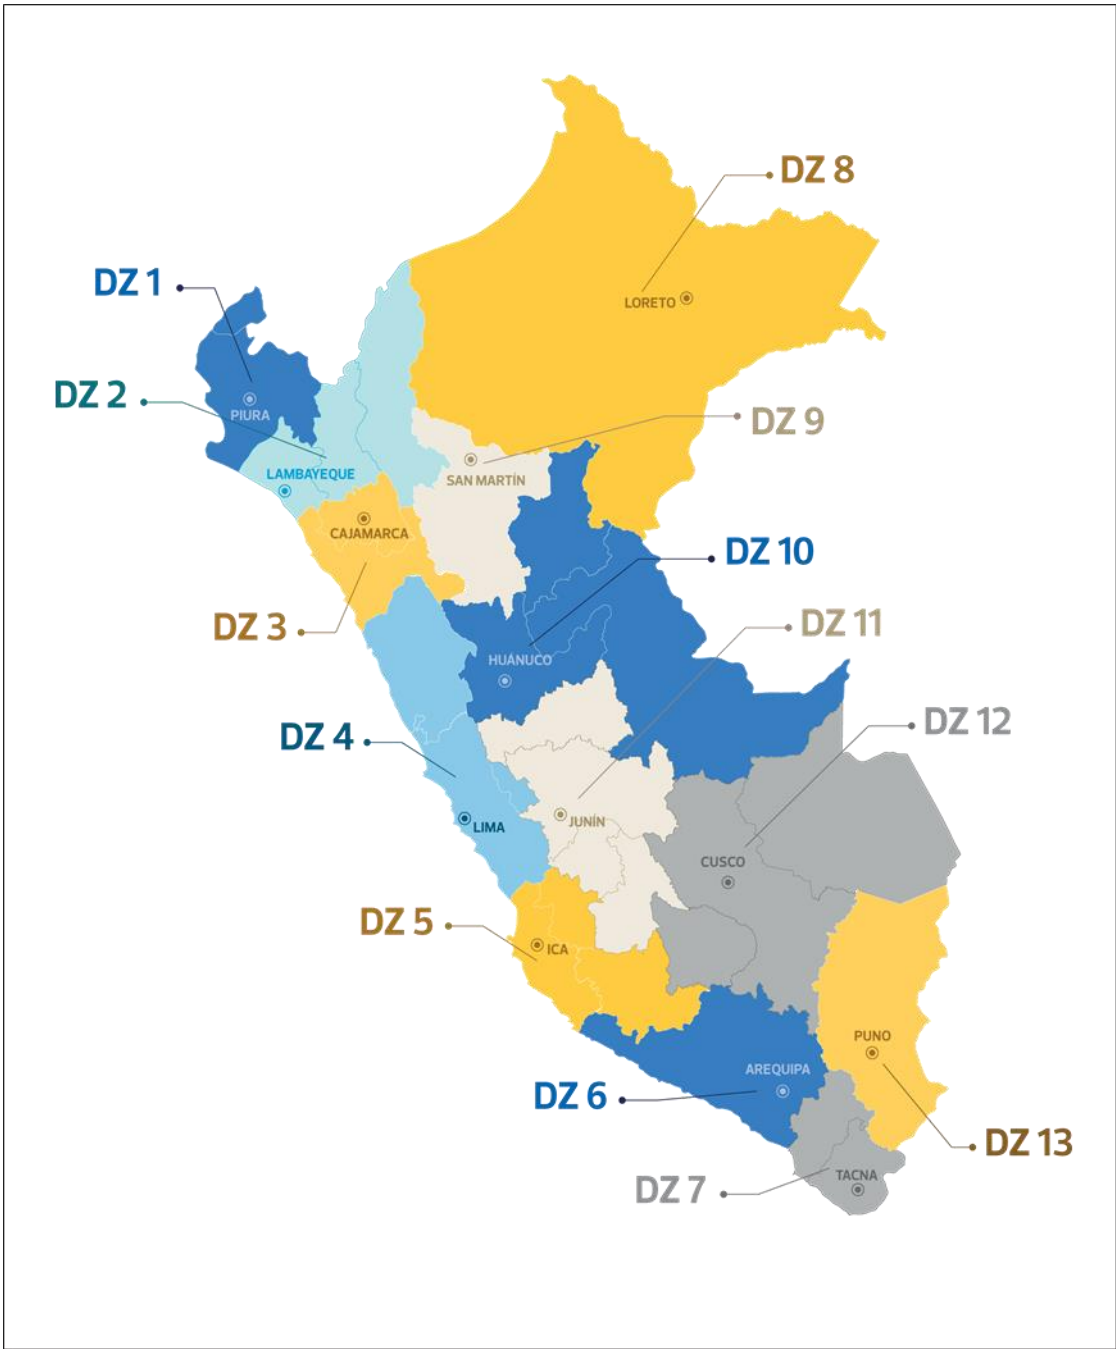 DZ 8
DZ 1
LORETO
DZ 2
PIURA
DZ 9
LAMBAYEQUE
SAN MARTÍN
CAJAMARCA
DZ 10
DZ 3
DZ 11
HUÁNUCO
DZ 4
DZ 12
LIMA
JUNÍN
CUSCO
DZ 5
ICA
PUNO
AREQUIPA
DZ 6
DZ 13
TACNA
DZ 7